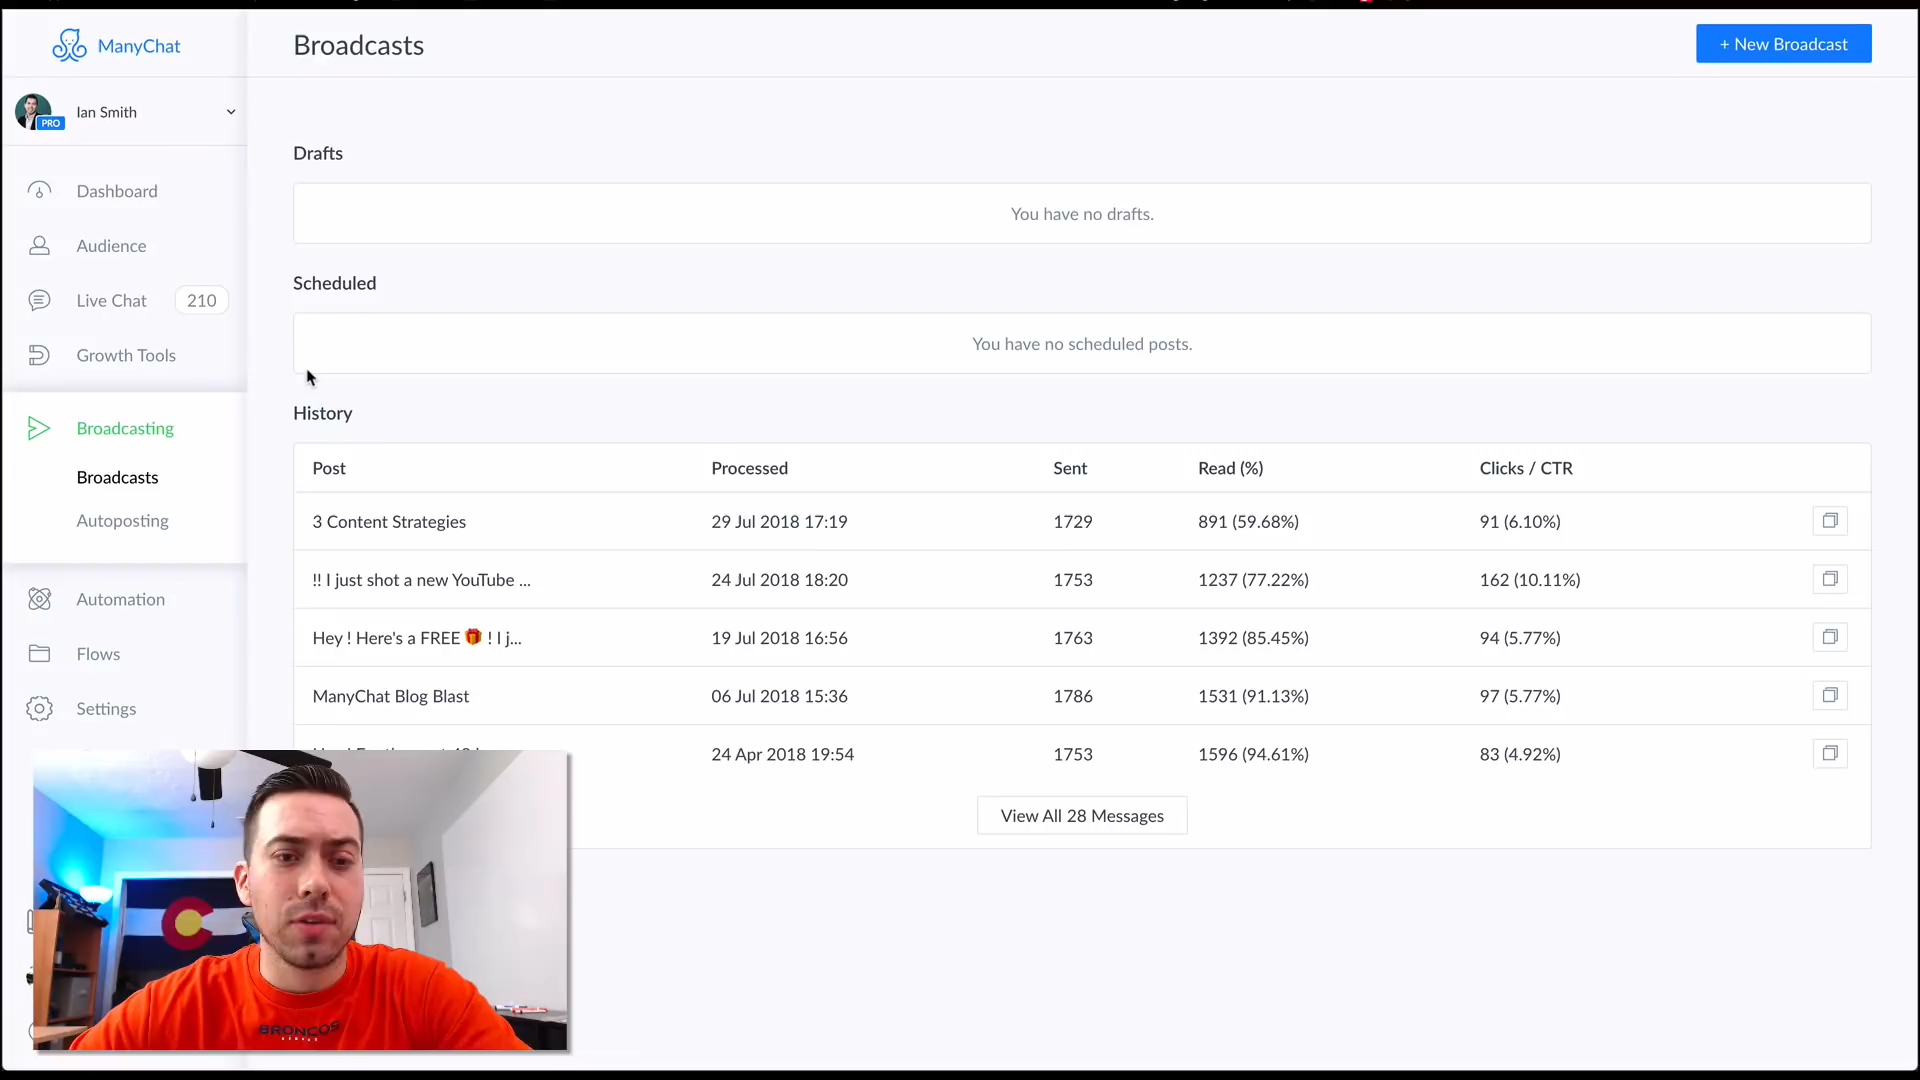 ManyChat
Broadcasts
+ New Broadcast
PRO
Ian Smith
Drafts
Dashboard
You have no drafts.
Audience
Scheduled
Live Chat 210
You have no scheduled posts.
Growth Tools
History
Broadcasting
Post Processed Sent Read (%) Clicks / CTR
Broadcasts
Autoposting
3 Content Strategies 29 Jul 2018 17:19 1729 891 (59.68%) 91 (6.10%)
!! I just shot a new YouTube ... 24 Jul 2018 18:20 1753 1237 (77.22%) 162 (10.11%)
Automation
Hey ! Here's a FREE 🎁 ! I j... 19 Jul 2018 16:56 1763 1392 (85.45%) 94 (5.77%)
Flows
ManyChat Blog Blast 06 Jul 2018 15:36 1786 1531 (91.13%) 97 (5.77%)
Settings
24 Apr 2018 19:54 1753 1596 (94.61%) 83 (4.92%)
View All 28 Messages
BRONCOS